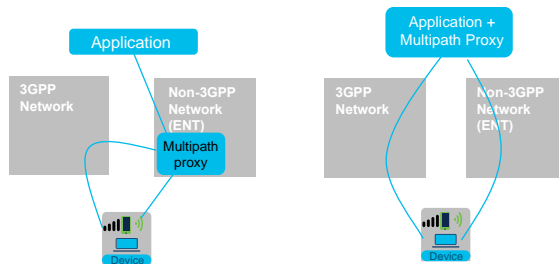 Application
3GPP
Network
Non-3GPP
Network
(ENT)
Multipath
proxy
Device
Application +
Multipath Proxy
3GPP
Network
Non-3GPP
Network
(ENT)
Device